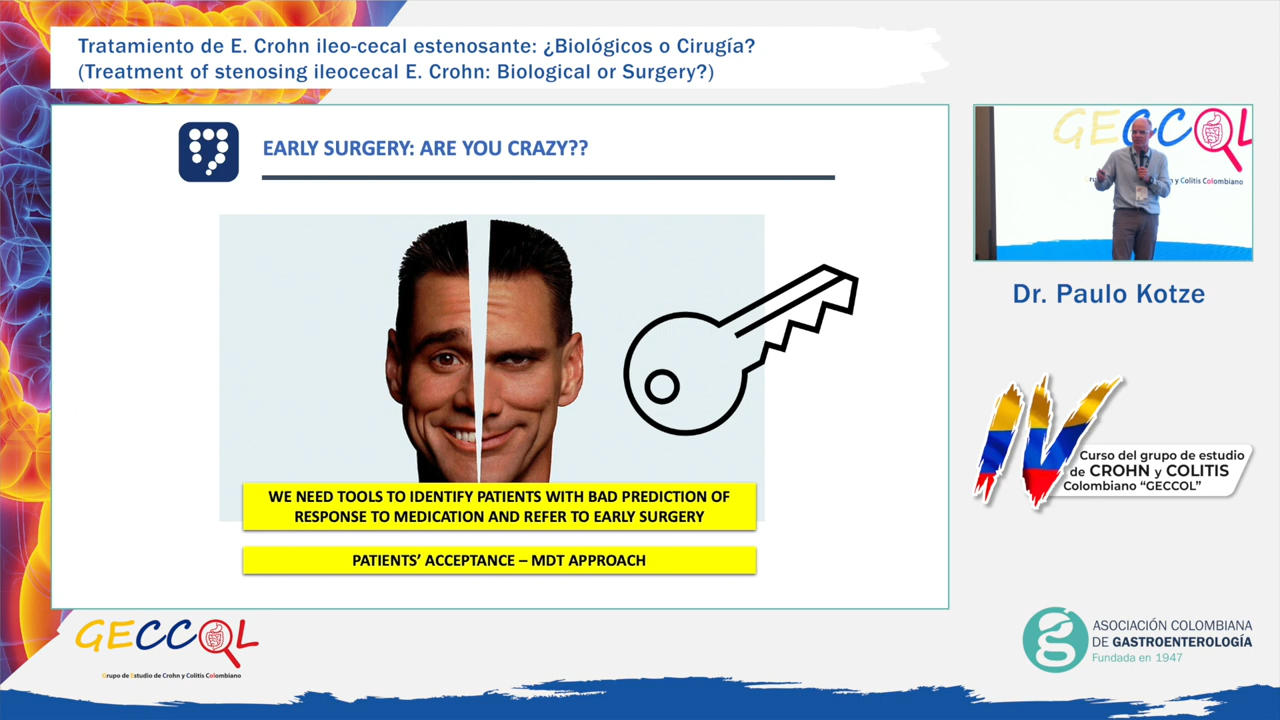 Tratamiento de E. Crohn ileo-cecal estenosante: ¿Biológicos o Cirugía?
(Treatment of stenosing ileocecal E. Crohn: Biological or Surgery?)
EARLY SURGERY: ARE YOU CRAZY??
WE NEED TOOLS TO IDENTIFY PATIENTS WITH BAD PREDICTION OF
RESPONSE TO MEDICATION AND REFER TO EARLY SURGERY
PATIENTS' ACCEPTANCE – MDT APPROACH
GECCOL
y Colitis Colombiano
Dr. Paulo Kotze
IV
Curso del grupo de estudio
de CROHN y COLITIS
Colombiano "GECCOL"
GECCOL
Grupo de Estudio de Crohn y Colitis Colombiano
ASOCIACIÓN COLOMBIANA
DE GASTROENTEROLOGÍA
Fundada en 1947